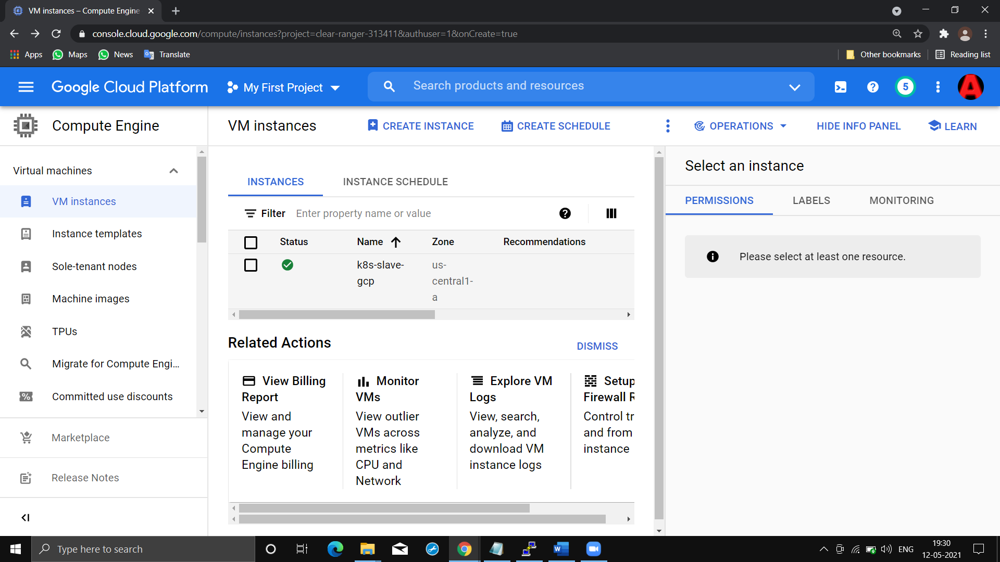 VM instances – Compute Engine
console.cloud.google.com/compute/instances?project=clear-ranger-313411&authuser=1&onCreate=true
Apps Maps News Translate Other bookmarks Reading list
Google Cloud Platform My First Project Search products and resources 5 A
Compute Engine
VM instances CREATE INSTANCE CREATE SCHEDULE OPERATIONS HIDE INFO PANEL LEARN
Virtual machines
VM instances
Instance templates
Sole-tenant nodes
Machine images
TPUs
Migrate for Compute Engi...
Committed use discounts
Marketplace
Release Notes
INSTANCES INSTANCE SCHEDULE
Filter Enter property name or value
Status Name Zone Recommendations
k8s-slave-
gcp
us-
central1-
a
Related Actions
DISMISS
View Billing
Report
View and
manage your
Compute
Engine billing
Monitor
VMs
View outlier
VMs across
metrics like
CPU and
Network
Explore VM
Logs
View, search,
analyze, and
download VM
instance logs
Setup
Firewall R
Control tr
and from
instance
Select an instance
PERMISSIONS LABELS MONITORING
Please select at least one resource.
Type here to search
ENG
19:30
12-05-2021